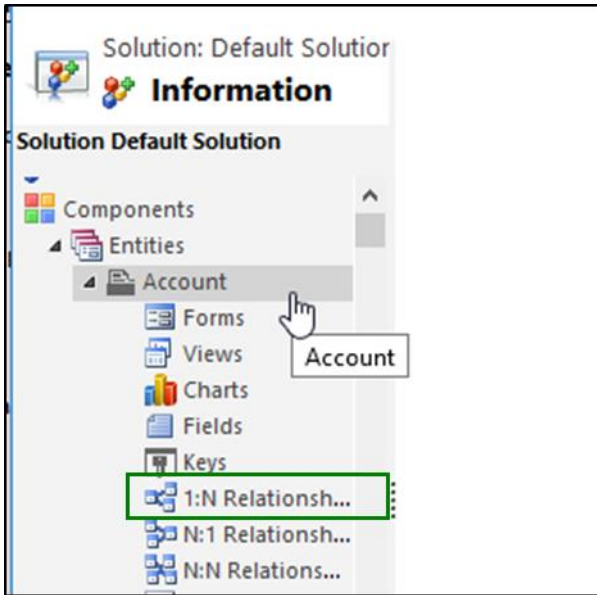 Solution: Default Solution
Information
Solution Default Solution
Components
Entities
Account
Forms
Views
Account
Charts
Fields
Keys
1:N Relationsh...
N:1 Relationsh...
N:N Relations...